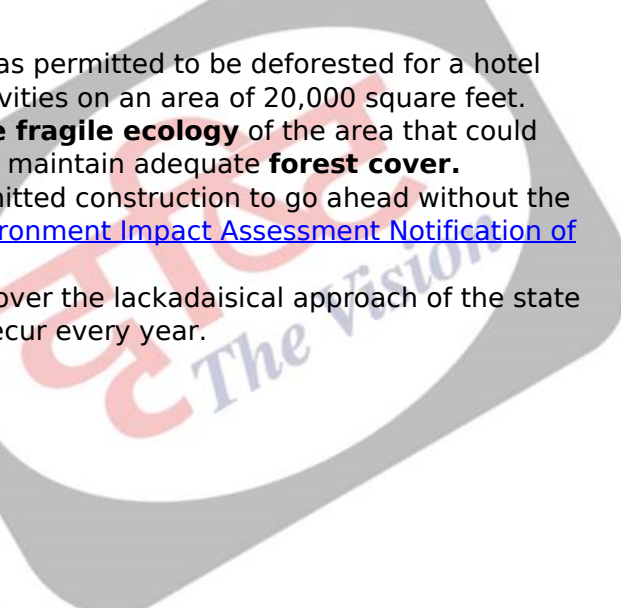 as permitted to be deforested for a hotel
vities on an area of 20,000 square feet.
e fragile ecology of the area that could
maintain adequate forest cover.
nitted construction to go ahead without the
ronment Impact Assessment Notification of
over the lackadaisical approach of the state
ecur every year.
दृष्टि
The Vision